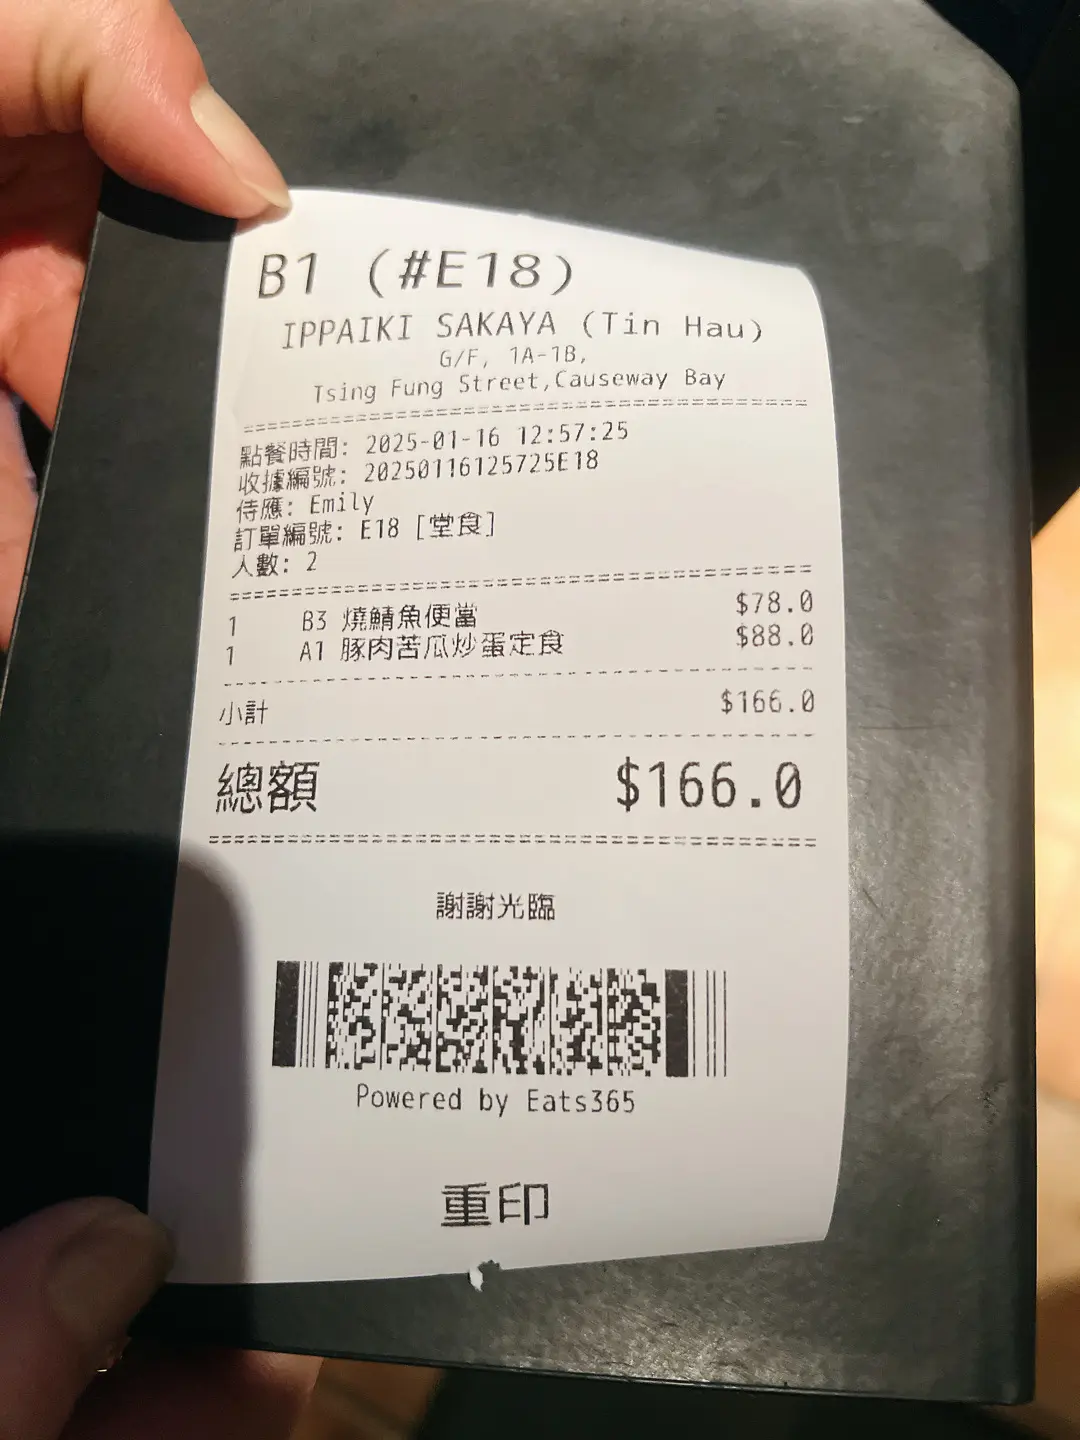 B1 (#E18)
IPPAIKI SAKAYA (Tin Hau)
G/F, 1A-1B,
Tsing Fung Street,Causeway Bay
點餐時間: 2025-01-16 12:57:25
收據編號: 20250116125725E18
侍應: Emily
訂單編號: E18 [堂食]
人數: 2
1 B3 燒鯖魚便當 $78.0
1 A1 豚肉苦瓜炒蛋定食 $88.0
小計 $166.0
總額 $166.0
謝謝光臨
Powered by Eats365
重印